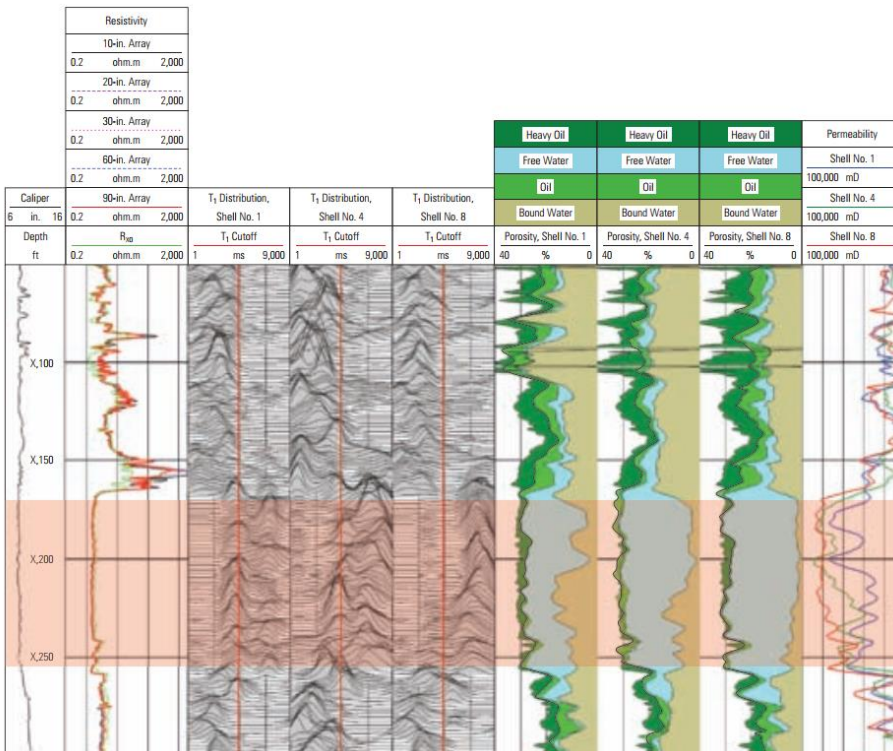 Resistivity
10-in. Array
0.2 ohm.m 2,000
20-in. Array
0.2 ohm.m 2,000
30-in. Array
0.2 ohm.m 2,000
60-in. Array
0.2 ohm.m 2,000
90-in. Array
0.2 ohm.m 2,000
RXO
0.2 2,000
Caliper
6 in. 16
Depth
ft
T1 Distribution,
Shell No. 1
T1 Cutoff
1 ms 9,000
T1 Distribution,
Shell No. 4
T1 Cutoff
1 ms 9,000
T1 Distribution,
Shell No. 8
T1 Cutoff
1 ms 9,000
Heavy Oil
Free Water
Oil
Bound Water
Porosity, Shell No. 1
40 %
Heavy Oil
Free Water
Oil
Bound Water
Porosity, Shell No. 4
40 %
Heavy Oil
Free Water
Oil
Bound Water
Porosity, Shell No. 8
40 %
Permeability
Shell No. 1
100,000 mD
Shell No. 4
100,000 mD
Shell No. 8
100,000 mD
X,100
X,150
X,200
X,250